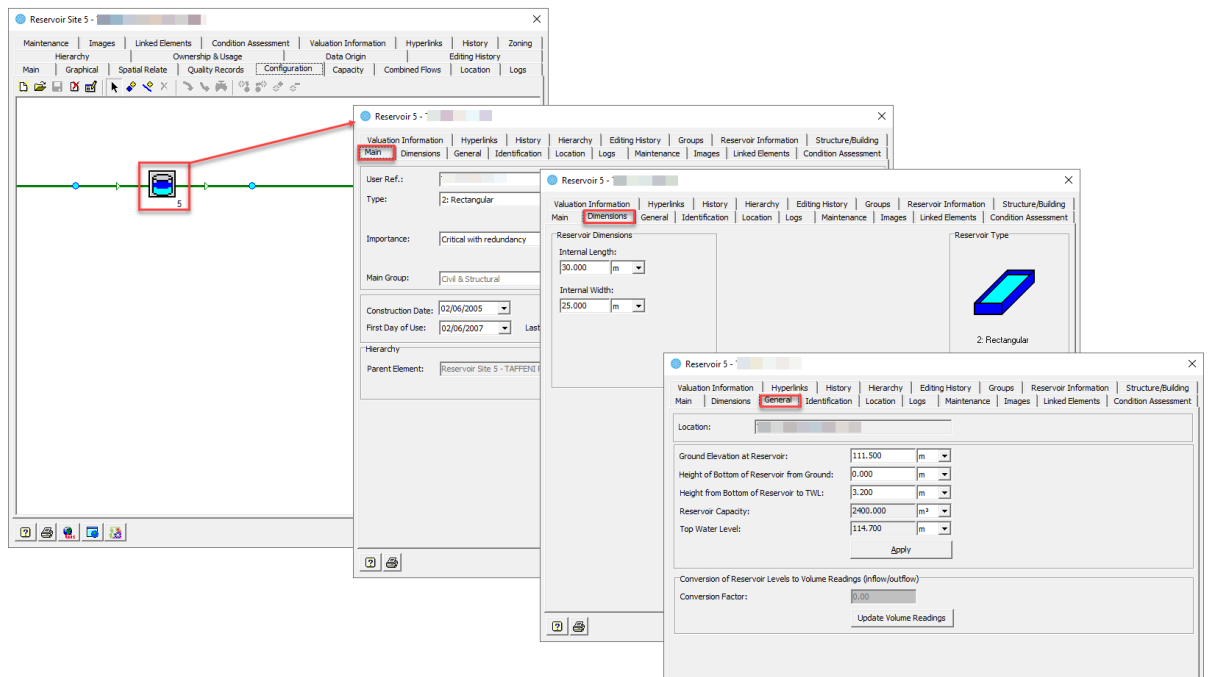 Reservoir Site 5 -
Maintenance Images Linked Elements Condition Assessment Valuation Information Hyperlinks History Zoning
Hierarchy Ownership & Usage Data Origin Editing History
Main Graphical Spatial Relate Quality Records Configuration Capacity Combined Flows Location Logs
5
Reservoir 5 -
Valuation Information Hyperlinks History Hierarchy Editing History Groups Reservoir Information Structure/Building
Main Dimensions General Identification Location Logs Maintenance Images Linked Elements Condition Assessment
User Ref.:
Type: 2: Rectangular
Importance: Critical with redundancy
Main Group: Civil & Structural
Construction Date: 02/06/2005
First Day of Use: 02/06/2007 Last
Hierarchy
Parent Element: Reservoir Site 5 - TAFFENI
Reservoir 5 -
Valuation Information Hyperlinks History Hierarchy Editing History Groups Reservoir Information Structure/Building
Main Dimensions General Identification Location Logs Maintenance Images Linked Elements Condition Assessment
Reservoir Dimensions
Internal Length:
30.000 m
Internal Width:
25.000 m
Reservoir Type
2: Rectangular
Reservoir 5 -
Valuation Information Hyperlinks History Hierarchy Editing History Groups Reservoir Information Structure/Building
Main Dimensions General Identification Location Logs Maintenance Images Linked Elements Condition Assessment
Location:
Ground Elevation at Reservoir: 111.500 m
Height of Bottom of Reservoir from Ground: 0.000 m
Height from Bottom of Reservoir to TWL: 3.200 m
Reservoir Capacity: 2400.000 m³
Top Water Level: 114.700 m
Apply
Conversion of Reservoir Levels to Volume Readings (inflow/outflow)
Conversion Factor: 0.00
Update Volume Readings